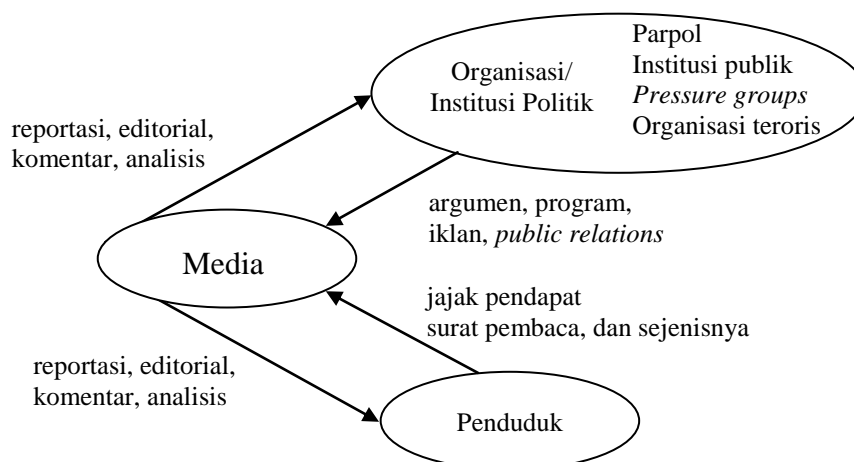 Parpol
Institusi publik
Pressure groups
Organisasi teroris
Organisasi/
Institusi Politik
reportasi, editorial,
komentar, analisis
argumen, program,
iklan, public relations
Media
jajak pendapat
surat pembaca, dan sejenisnya
reportasi, editorial,
komentar, analisis
Penduduk